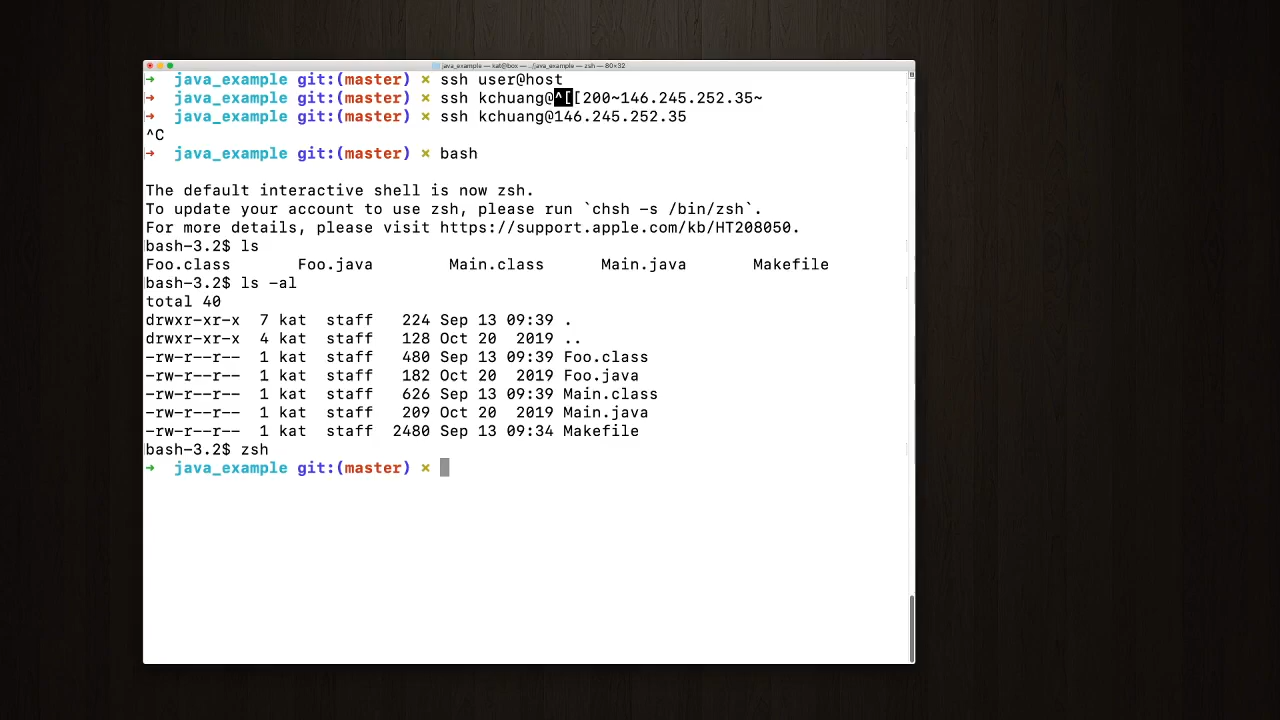 java_example — kat@box — ../java_example — zsh — 80×32
➜  java_example git:(master) × ssh user@host
➜  java_example git:(master) × ssh kchuang@^[[200~146.245.252.35~
➜  java_example git:(master) × ssh kchuang@146.245.252.35
^C
➜  java_example git:(master) × bash
The default interactive shell is now zsh.
To update your account to use zsh, please run `chsh -s /bin/zsh`.
For more details, please visit https://support.apple.com/kb/HT208050.
bash-3.2$ ls
Foo.class       Foo.java        Main.class      Main.java       Makefile
bash-3.2$ ls -al
total 40
drwxr-xr-x  7 kat  staff   224 Sep 13 09:39 .
drwxr-xr-x  4 kat  staff   128 Oct 20  2019 ..
-rw-r--r--  1 kat  staff   480 Sep 13 09:39 Foo.class
-rw-r--r--  1 kat  staff   182 Oct 20  2019 Foo.java
-rw-r--r--  1 kat  staff   626 Sep 13 09:39 Main.class
-rw-r--r--  1 kat  staff   209 Oct 20  2019 Main.java
-rw-r--r--  1 kat  staff  2480 Sep 13 09:34 Makefile
bash-3.2$ zsh
➜  java_example git:(master) ×